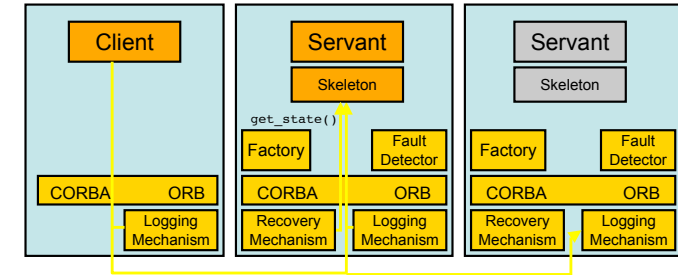 Client
CORBA ORB
Logging
Mechanism
Servant
Skeleton
get_state()
Factory
Fault
Detector
CORBA ORB
Recovery
Mechanism
Logging
Mechanism
Servant
Skeleton
Factory
Fault
Detector
CORBA ORB
Recovery
Mechanism
Logging
Mechanism